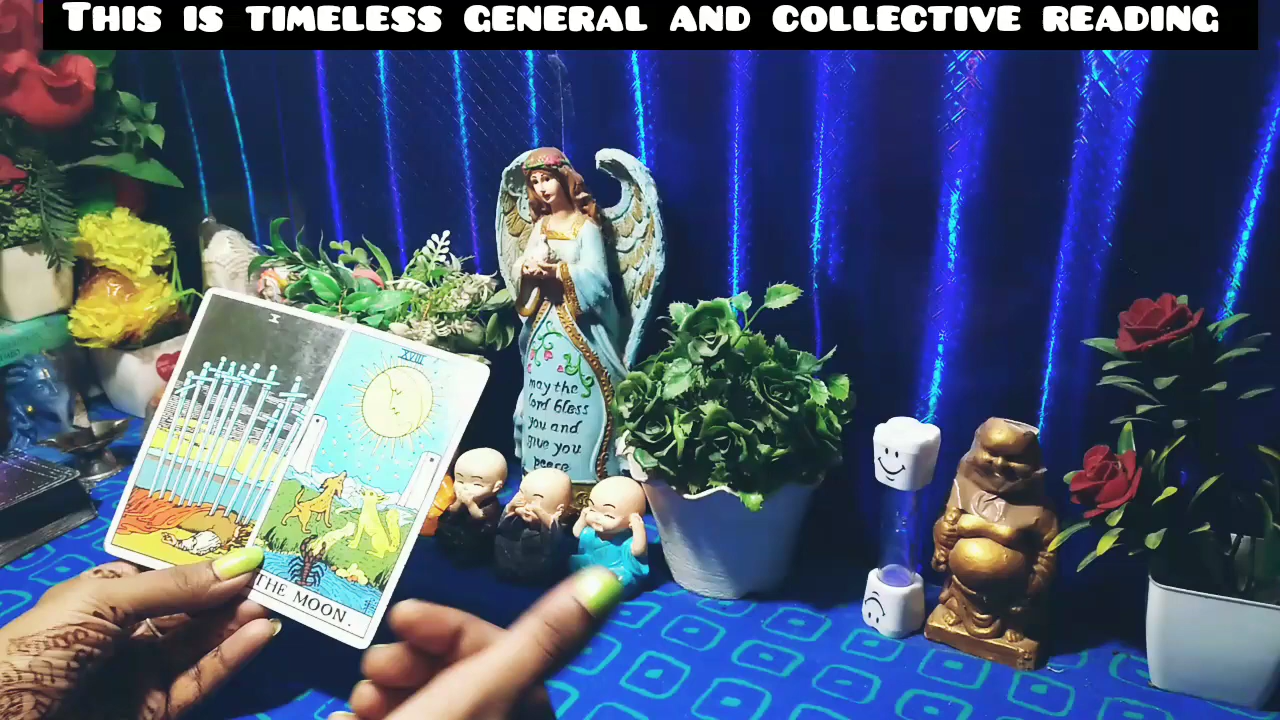 This is timeless general and collective reading
X
XVIII
may the
lord bless
you and
give you
peace
THE MOON.